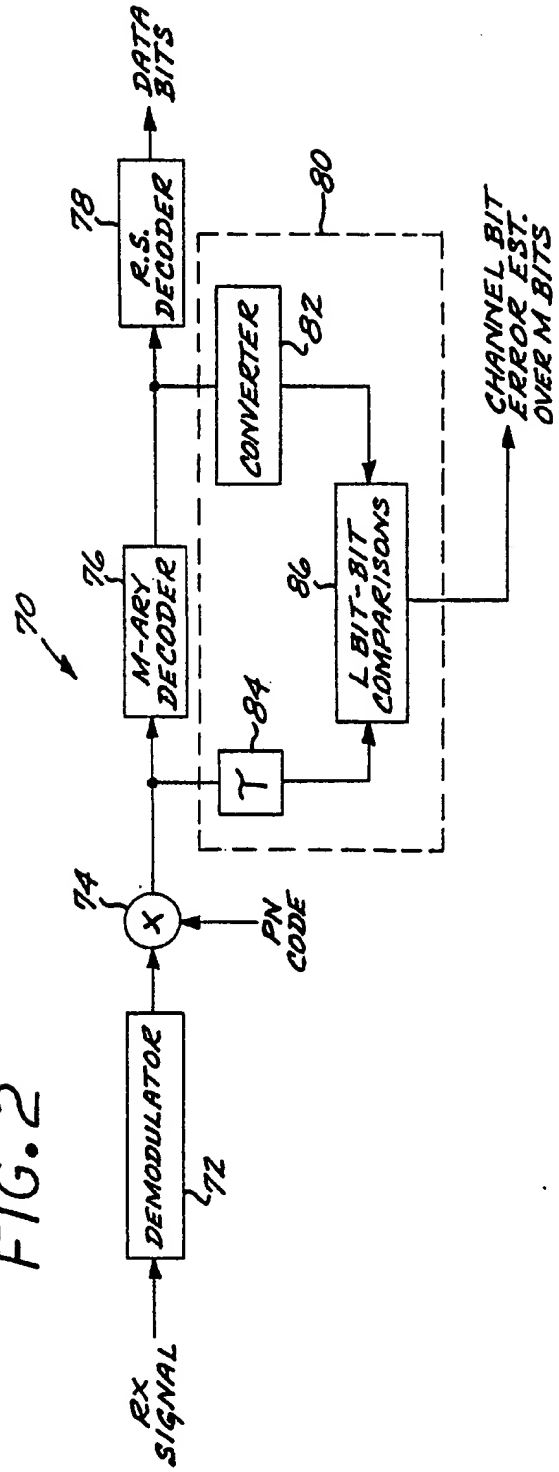 FIG. 2
70
RX
SIGNAL
DEMODULATOR
72
74
X
PN
CODE
M-ARY
DECODER
76
R.S.
DECODER
78
DATA
BITS
80
τ
84
CONVERTER
82
L BIT-BIT
COMPARISONS
86
CHANNEL BIT
ERROR EST.
OVER M BITS